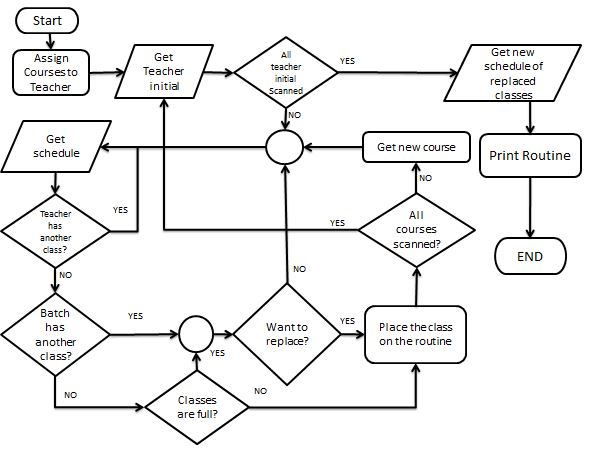 Start
Assign
Courses to
Teacher
Get
Teacher
initial
All
teacher
initial
Scanned
YES
Get new
schedule of
replaced
classes
NO
Get
schedule
Get new course
Print Routine
NO
Teacher
has
another
class?
YES
YES
All
courses
scanned?
END
NO
NO
Batch
has
another
class?
YES
YES
Want to
replace?
YES
Place the class
on the routine
NO
Classes
are full?
NO